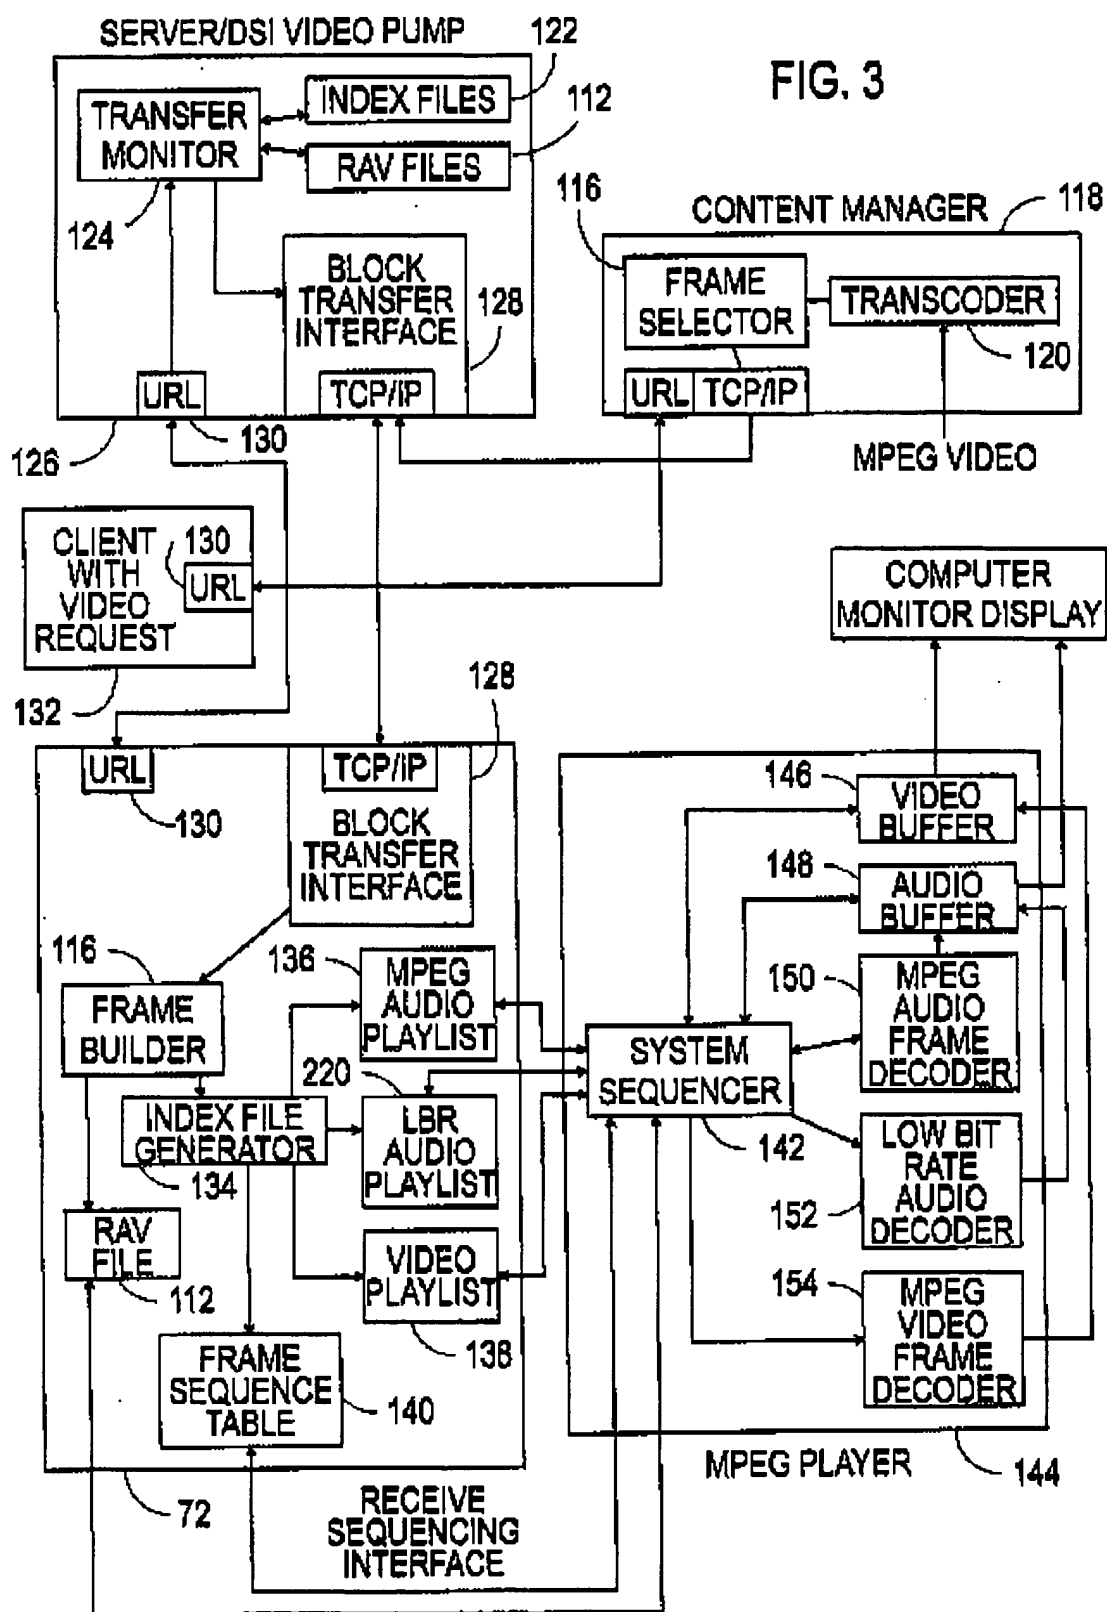 SERVER/DSI VIDEO PUMP
122
FIG. 3
INDEX FILES
112
TRANSFER
MONITOR
RAV FILES
124
116
CONTENT MANAGER
118
BLOCK
TRANSFER
INTERFACE
128
FRAME
SELECTOR
TRANSCODER
120
URL
TCP/IP
URL
TCP/IP
126
130
MPEG VIDEO
CLIENT
WITH
VIDEO
REQUEST
130
URL
COMPUTER
MONITOR DISPLAY
132
128
URL
TCP/IP
130
BLOCK
TRANSFER
INTERFACE
146
VIDEO
BUFFER
148
AUDIO
BUFFER
116
136
MPEG
AUDIO
PLAYLIST
150
MPEG
AUDIO
FRAME
DECODER
FRAME
BUILDER
SYSTEM
SEQUENCER
220
INDEX FILE
GENERATOR
LBR
AUDIO
PLAYLIST
142
LOW BIT
RATE
AUDIO
DECODER
134
152
RAV
FILE
VIDEO
PLAYLIST
154
MPEG
VIDEO
FRAME
DECODER
112
138
FRAME
SEQUENCE
TABLE
140
MPEG PLAYER
144
72
RECEIVE
SEQUENCING
INTERFACE